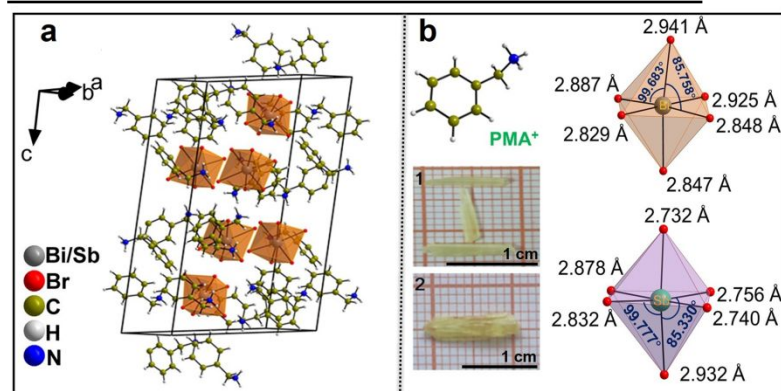 a
a
b
c
Bi/Sb
Br
C
H
N
b
PMA⁺
1
1 cm
2
1 cm
2.941 Å
99.683°
85.758°
2.887 Å
2.829 Å
Bi
2.925 Å
2.848 Å
2.847 Å
2.732 Å
2.878 Å
2.832 Å
Sb
2.756 Å
2.740 Å
99.777°
85.330°
2.932 Å